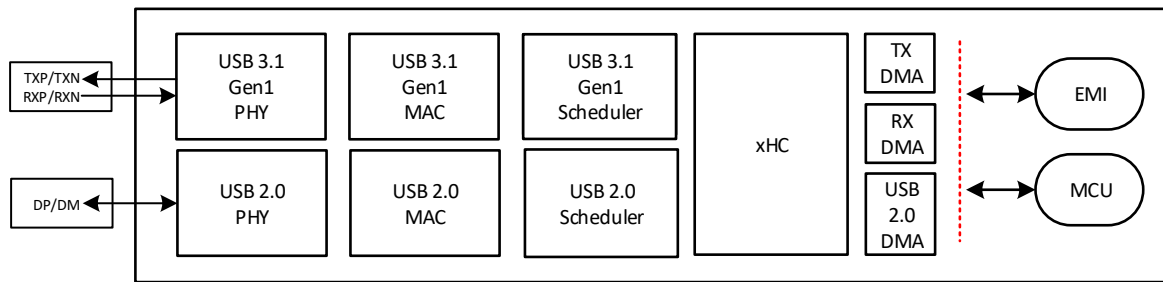 TXP/TXN
RXP/RXN
DP/DM
USB 3.1
Gen1
PHY
USB 3.1
Gen1
MAC
USB 3.1
Gen1
Scheduler
USB 2.0
PHY
USB 2.0
MAC
USB 2.0
Scheduler
xHC
TX
DMA
RX
DMA
USB
2.0
DMA
EMI
MCU